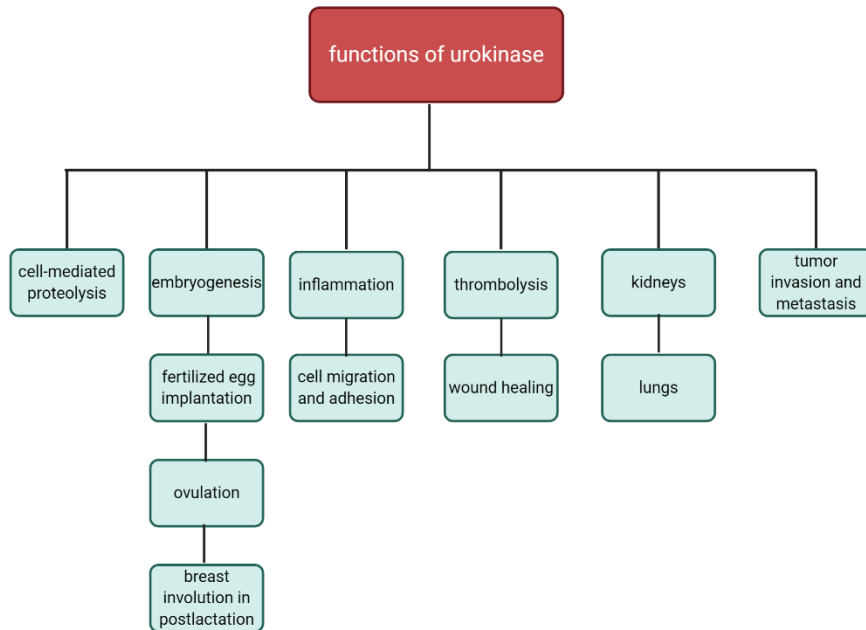 functions of urokinase
cell-mediated
proteolysis
embryogenesis
inflammation
thrombolysis
kidneys
tumor
invasion and
metastasis
fertilized egg
implantation
cell migration
and adhesion
wound healing
lungs
ovulation
breast
involution in
postlactation